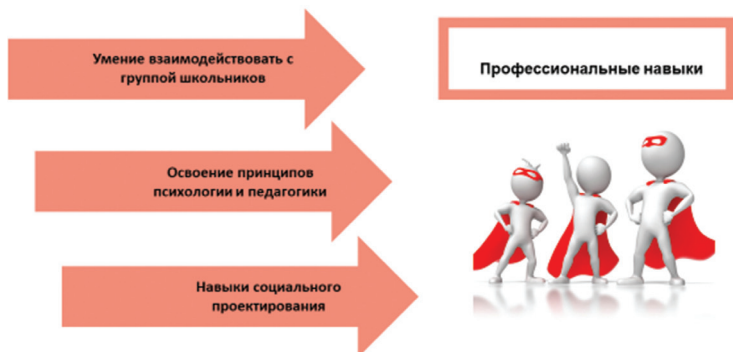 Умение взаимодействовать с
группой школьников
Профессиональные навыки
Освоение принципов
психологии и педагогики
Навыки социального
проектирования